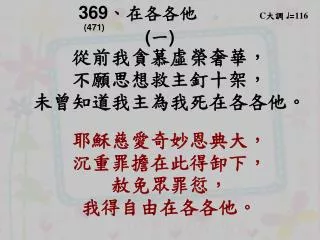 369、在各各他
C大調 ♩=116
(471)
(一)
從前我貪慕虛榮奢華，
不願思想救主釘十架，
未曾知道我主為我死在各各他。
耶穌慈愛奇妙恩典大，
沉重罪擔在此得卸下，
赦免眾罪愆，
我得自由在各各他。